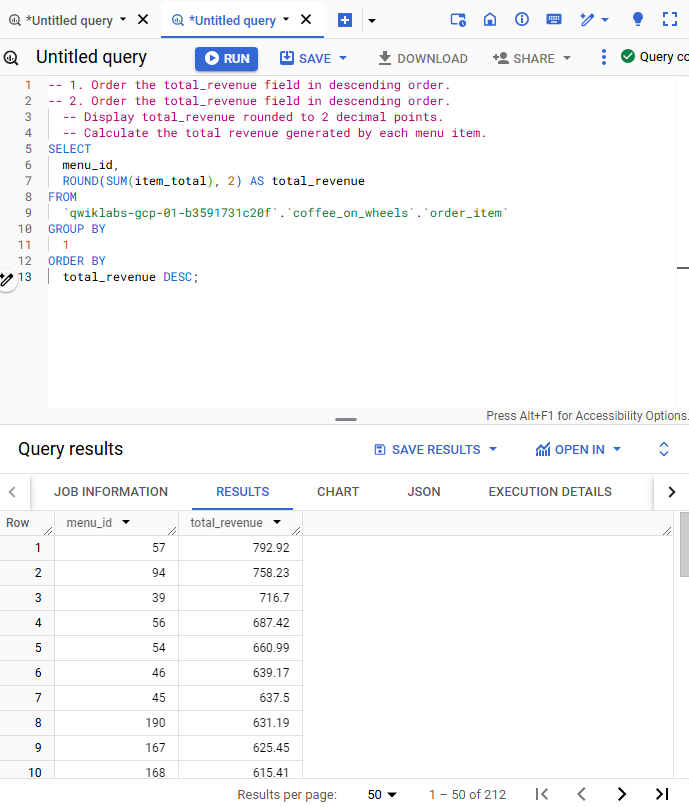 *Untitled query *Untitled query
Untitled query RUN SAVE DOWNLOAD SHARE Query co
1 -- 1. Order the total_revenue field in descending order.
2 -- 2. Order the total_revenue field in descending order.
3 -- Display total_revenue rounded to 2 decimal points.
4 -- Calculate the total revenue generated by each menu item.
5 SELECT
6 menu_id,
7 ROUND(SUM(item_total), 2) AS total_revenue
8 FROM
9 `qwiklabs-gcp-01-b3591731c20f`.`coffee_on_wheels`.`order_item`
10 GROUP BY
11 1
12 ORDER BY
13 total_revenue DESC;
Press Alt+F1 for Accessibility Options.
Query results SAVE RESULTS OPEN IN
JOB INFORMATION RESULTS CHART JSON EXECUTION DETAILS
Row menu_id total_revenue
1 57 792.92
2 94 758.23
3 39 716.7
4 56 687.42
5 54 660.99
6 46 639.17
7 45 637.5
8 190 631.19
9 167 625.45
10 168 615.41
Results per page: 50 1 – 50 of 212